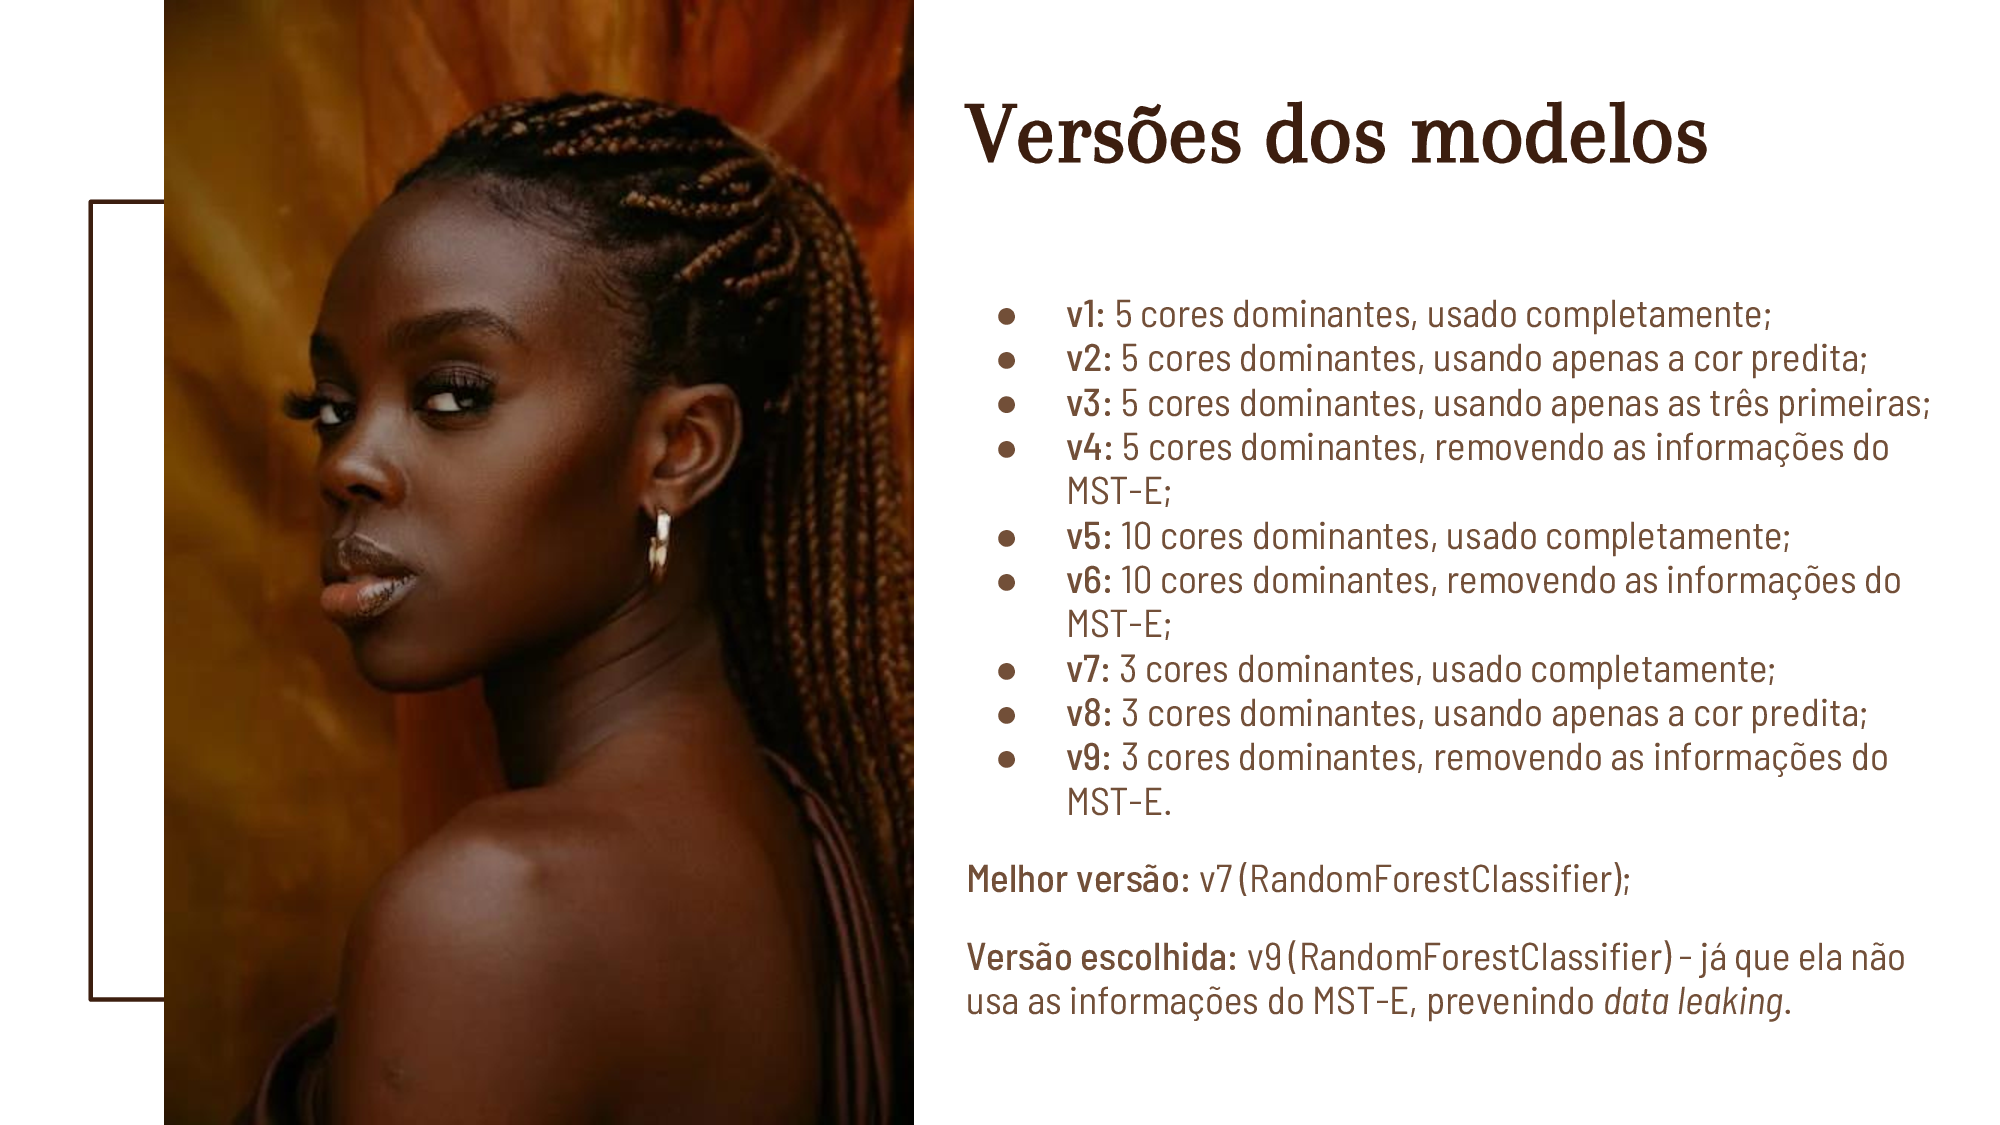 Versões dos modelos
● v1: 5 cores dominantes, usado completamente;
● v2: 5 cores dominantes, usando apenas a cor predita;
● v3: 5 cores dominantes, usando apenas as três primeiras;
● v4: 5 cores dominantes, removendo as informações do
MST-E;
● v5: 10 cores dominantes, usado completamente;
● v6: 10 cores dominantes, removendo as informações do
MST-E;
● v7: 3 cores dominantes, usado completamente;
● v8: 3 cores dominantes, usando apenas a cor predita;
● v9: 3 cores dominantes, removendo as informações do
MST-E.
Melhor versão: v7 (RandomForestClassifier);
Versão escolhida: v9 (RandomForestClassifier) - já que ela não
usa as informações do MST-E, prevenindo data leaking.